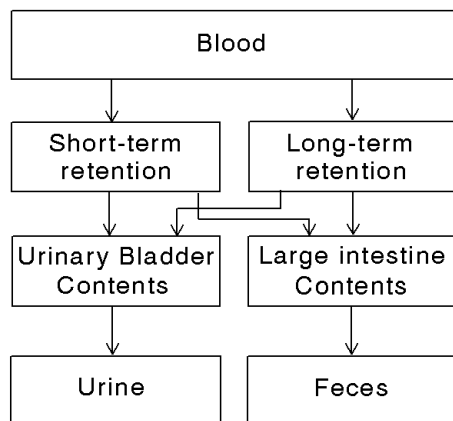 Blood
Short-term
retention
Long-term
retention
Urinary Bladder
Contents
Large intestine
Contents
Urine
Feces